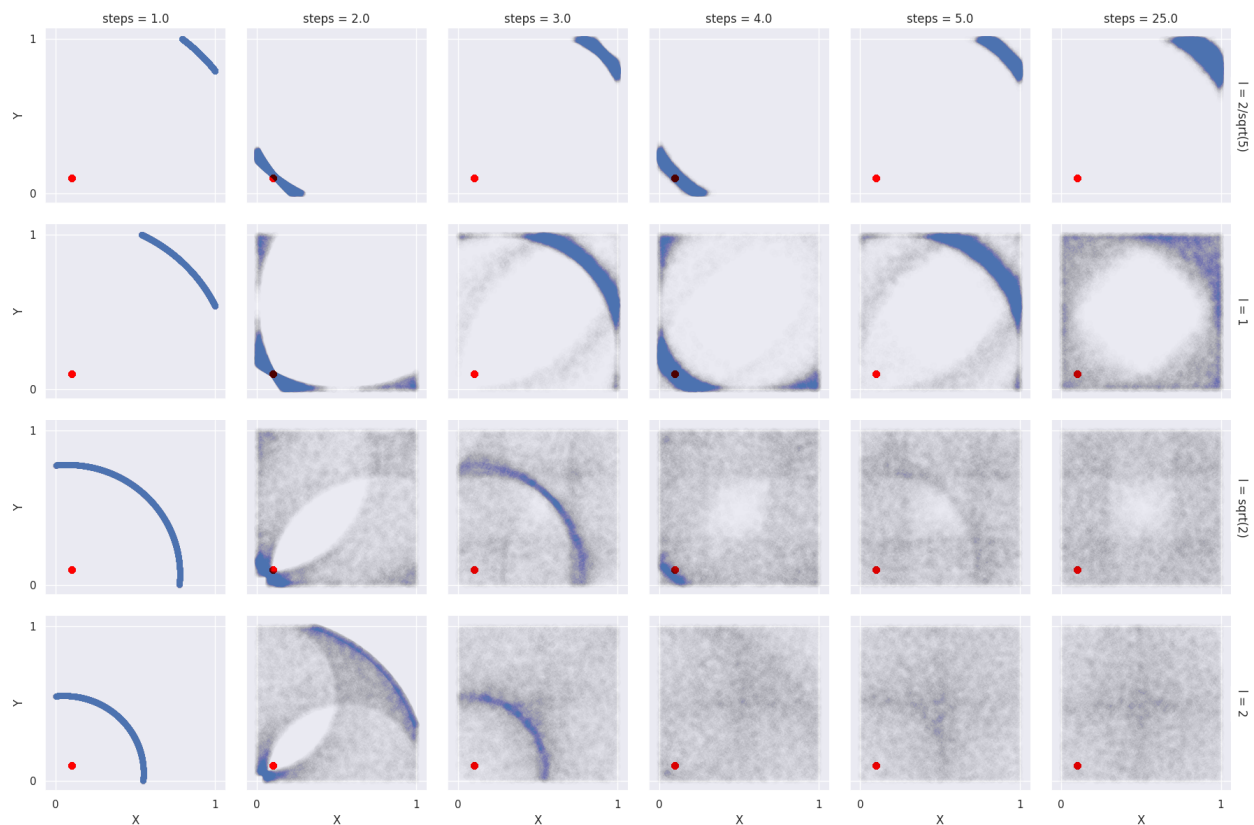 steps = 1.0 steps = 2.0 steps = 3.0 steps = 4.0 steps = 5.0 steps = 25.0
1
Y
0
l = 2/sqrt(5)
1
Y
0
l = 1
1
Y
0
l = sqrt(2)
1
Y
0
l = 2
0 1 0 1 0 1 0 1 0 1 0 1
X X X X X X